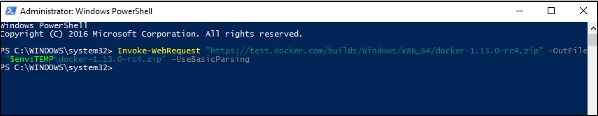 Administrator: Windows PowerShell
Windows PowerShell
Copyright (C) 2016 Microsoft Corporation. All rights reserved.
PS C:\WINDOWS\system32> Invoke-WebRequest "https://test.docker.com/builds/Windows/x86_64/docker-1.13.0-rc4.zip" -OutFile
"$env:TEMP\docker-1.13.0-rc4.zip" -UseBasicParsing
PS C:\WINDOWS\system32>